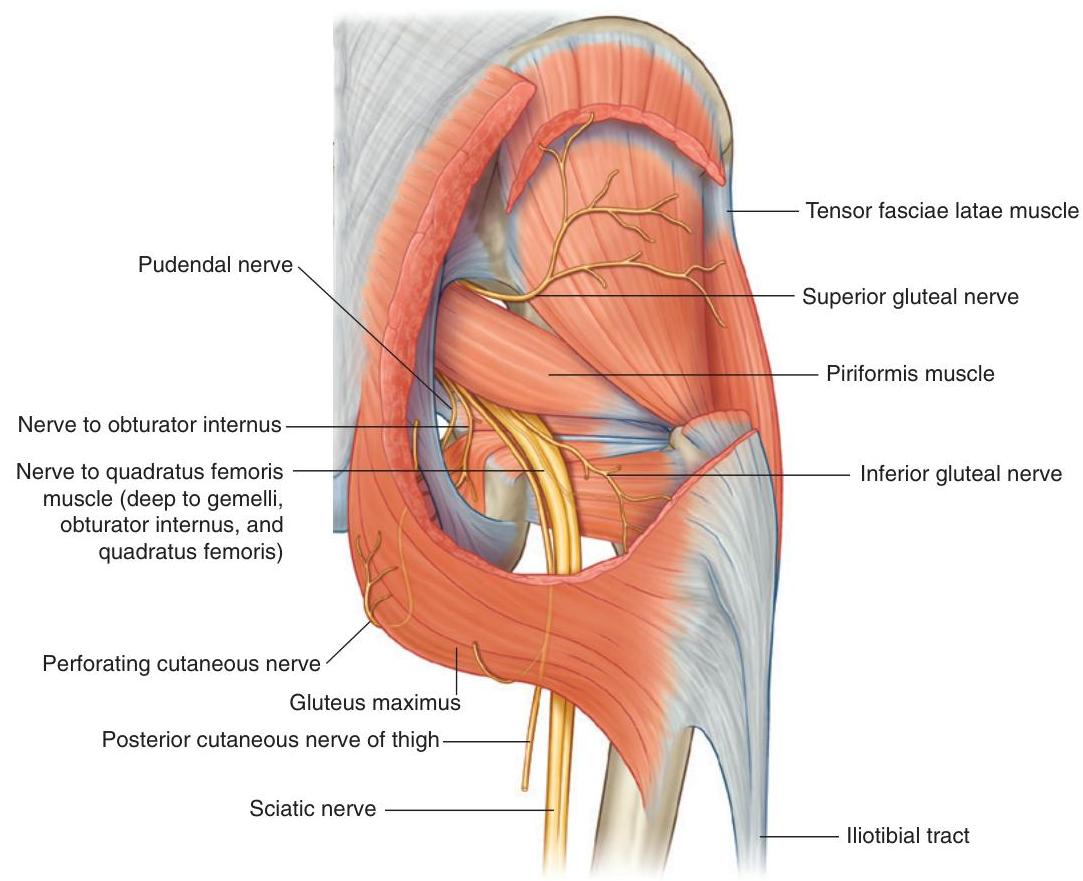 Tensor fasciae latae muscle
Pudendal nerve
Superior gluteal nerve
Piriformis muscle
Nerve to obturator internus
Nerve to quadratus femoris
muscle (deep to gemelli,
obturator internus, and
quadratus femoris)
Inferior gluteal nerve
Perforating cutaneous nerve
Gluteus maximus
Posterior cutaneous nerve of thigh
Sciatic nerve
Iliotibial tract